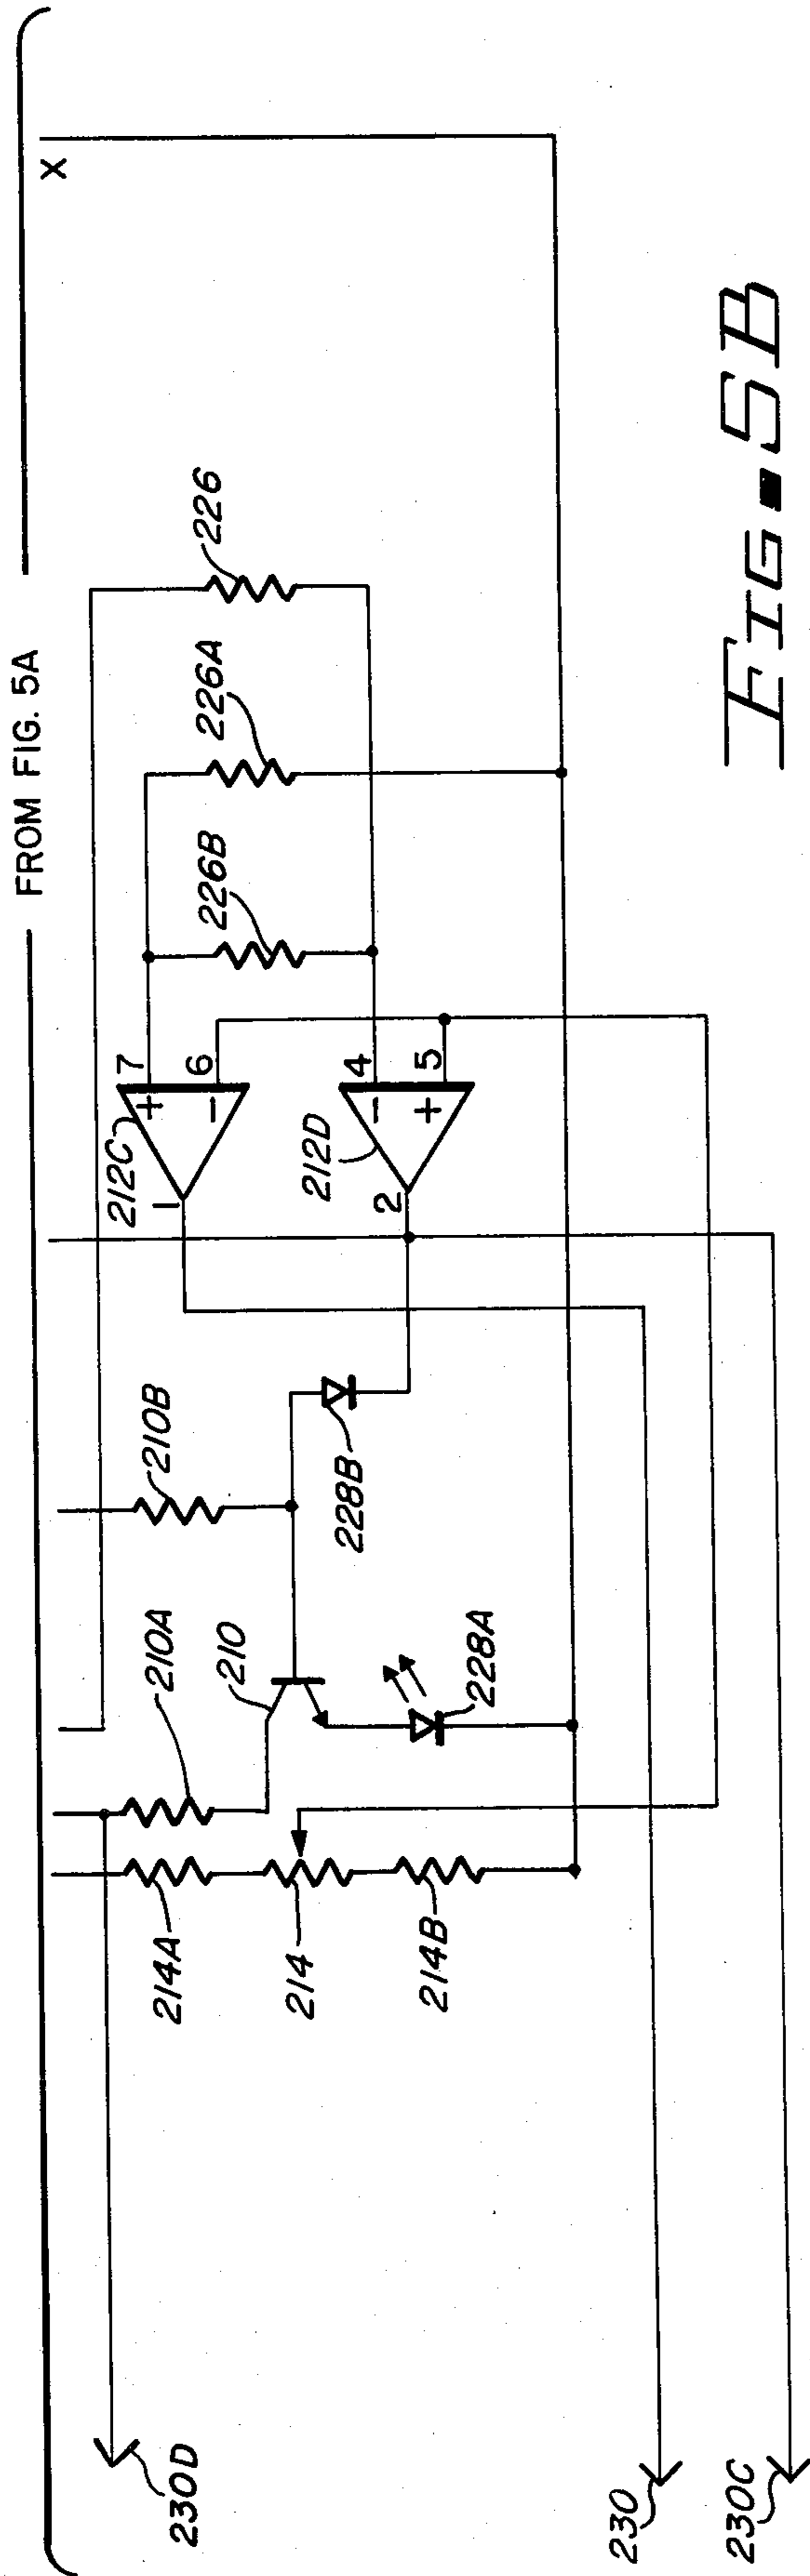 FROM FIG. 5A
X
226
226A
226B
7
+
6
-
212C
1
4
-
5
+
212D
2
210B
228B
210A
210
228A
214A
214
214B
230D
230
230C
FIG. 5B